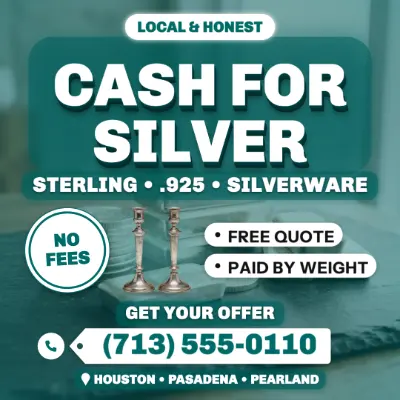 LOCAL & HONEST
CASH FOR
SILVER
STERLING • .925 • SILVERWARE
NO
FEES
• FREE QUOTE
• PAID BY WEIGHT
GET YOUR OFFER
(713) 555-0110
HOUSTON • PASADENA • PEARLAND